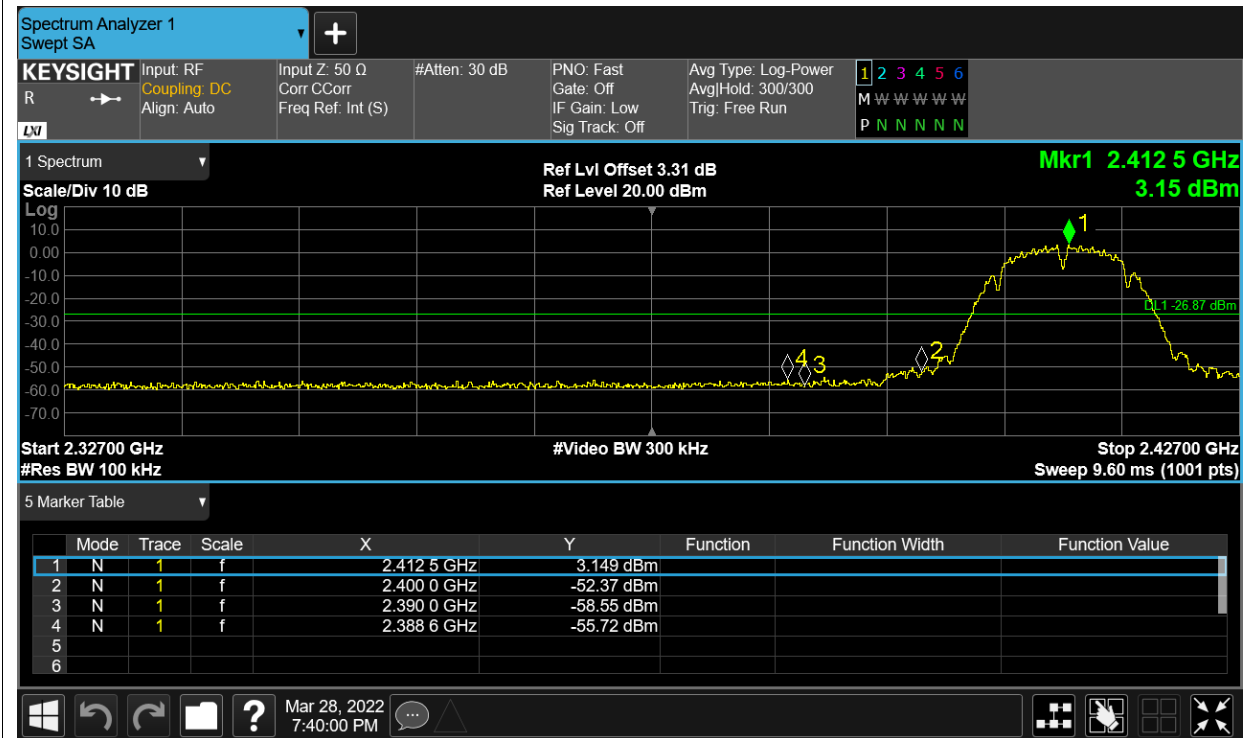 Spectrum Analyzer 1
Swept SA
+
KEYSIGHT
R
LXI
Input: RF
Coupling: DC
Align: Auto
Input Z: 50 Ω
Corr CCorr
Freq Ref: Int (S)
#Atten: 30 dB
PNO: Fast
Gate: Off
IF Gain: Low
Sig Track: Off
Avg Type: Log-Power
Avg|Hold: 300/300
Trig: Free Run
1 2 3 4 5 6
M W W W W W
P N N N N N
1 Spectrum
Scale/Div 10 dB
Ref Lvl Offset 3.31 dB
Ref Level 20.00 dBm
Mkr1 2.412 5 GHz
3.15 dBm
Log
10.0
0.00
-10.0
-20.0
-30.0
-40.0
-50.0
-60.0
-70.0
1
DL1 -26.87 dBm
2
4
3
Start 2.32700 GHz
#Res BW 100 kHz
#Video BW 300 kHz
Stop 2.42700 GHz
Sweep 9.60 ms (1001 pts)
5 Marker Table
Mode Trace Scale X Y Function Function Width Function Value
1 N 1 f 2.412 5 GHz 3.149 dBm
2 N 1 f 2.400 0 GHz -52.37 dBm
3 N 1 f 2.390 0 GHz -58.55 dBm
4 N 1 f 2.388 6 GHz -55.72 dBm
5
6
?
Mar 28, 2022
7:40:00 PM